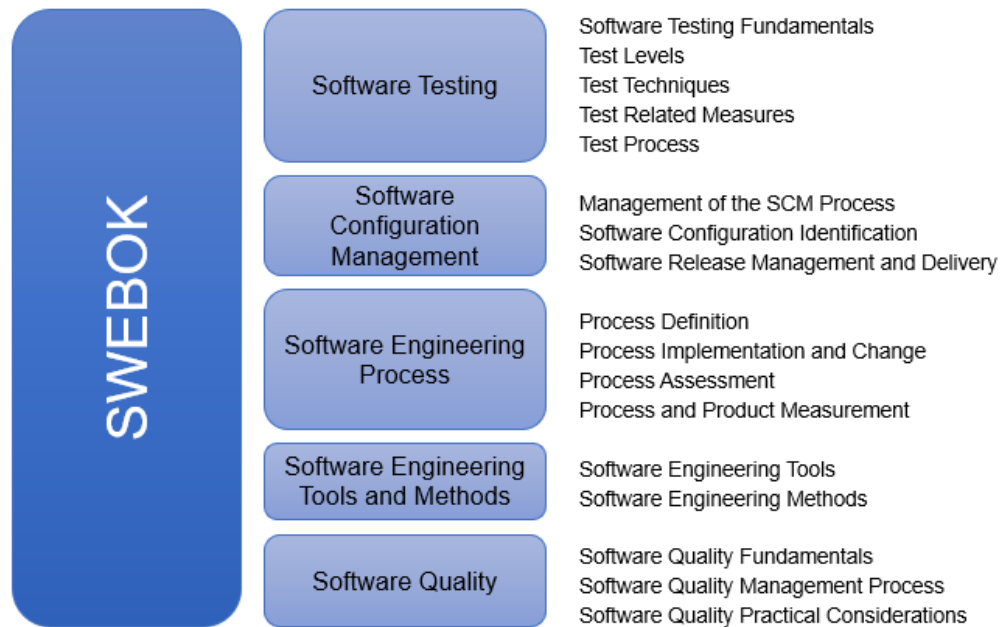 SWEBOK
Software Testing
Software Testing Fundamentals
Test Levels
Test Techniques
Test Related Measures
Test Process
Software
Configuration
Management
Management of the SCM Process
Software Configuration Identification
Software Release Management and Delivery
Software Engineering
Process
Process Definition
Process Implementation and Change
Process Assessment
Process and Product Measurement
Software Engineering
Tools and Methods
Software Engineering Tools
Software Engineering Methods
Software Quality
Software Quality Fundamentals
Software Quality Management Process
Software Quality Practical Considerations